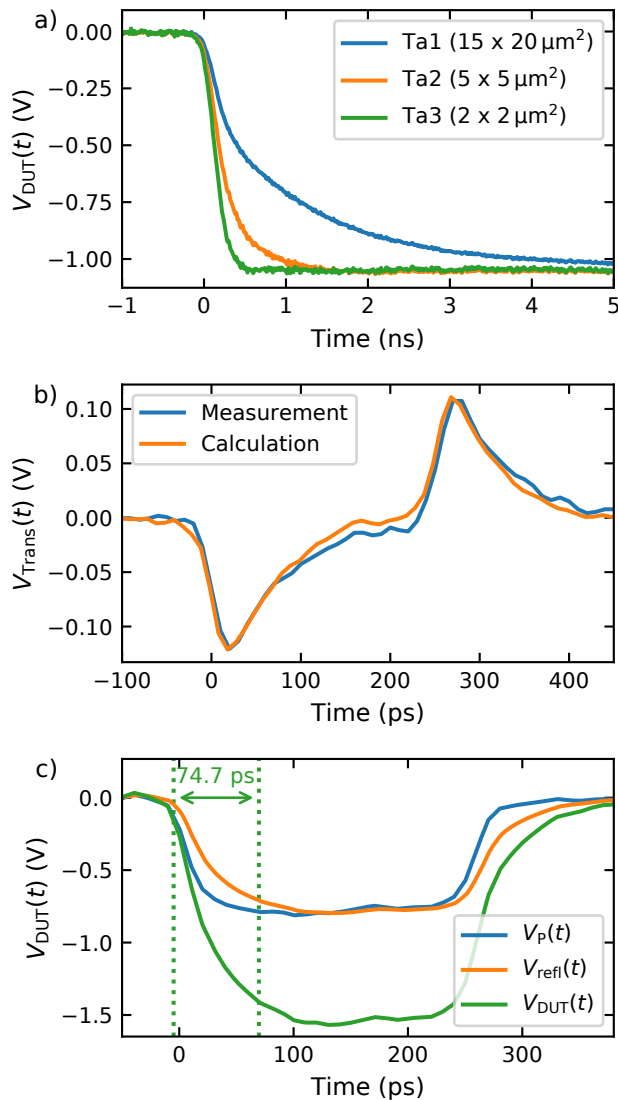 a)
0.00
−0.25
−0.50
−0.75
−1.00
V_DUT(t) (V)
Ta1 (15 x 20 μm²)
Ta2 (5 x 5 μm²)
Ta3 (2 x 2 μm²)
−1 0 1 2 3 4 5
Time (ns)
b)
0.10
0.05
0.00
−0.05
−0.10
V_Trans(t) (V)
Measurement
Calculation
−100 0 100 200 300 400
Time (ps)
c)
74.7 ps
0.0
−0.5
−1.0
−1.5
V_DUT(t) (V)
V_P(t)
V_refl(t)
V_DUT(t)
0 100 200 300
Time (ps)